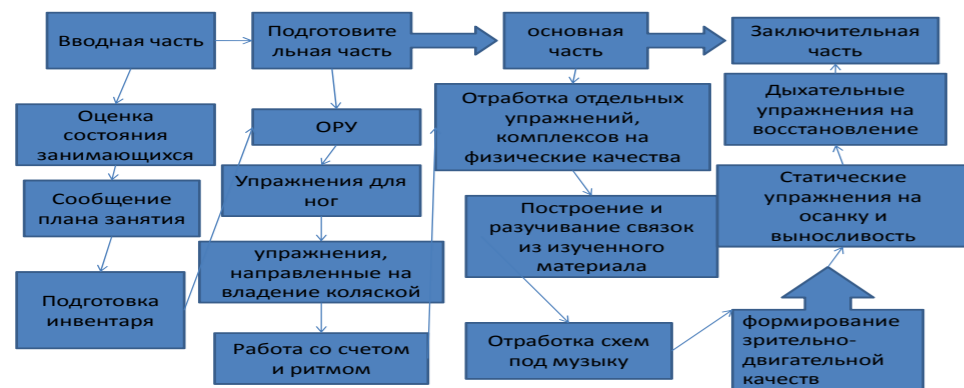 Вводная часть
Подготовите
льная часть
основная
часть
Заключительная
часть
Оценка
состояния
занимающихся
Сообщение
плана занятия
Подготовка
инвентаря
ОРУ
Упражнения для
ног
упражнения,
направленные на
владение коляской
Работа со счетом
и ритмом
Отработка отдельных
упражнений,
комплексов на
физические качества
Построение и
разучивание связок
из изученного
материала
Отработка схем
под музыку
Дыхательные
упражнения на
восстановление
Статические
упражнения на
осанку и
выносливость
формирование
зрительно-
двигательной
качеств